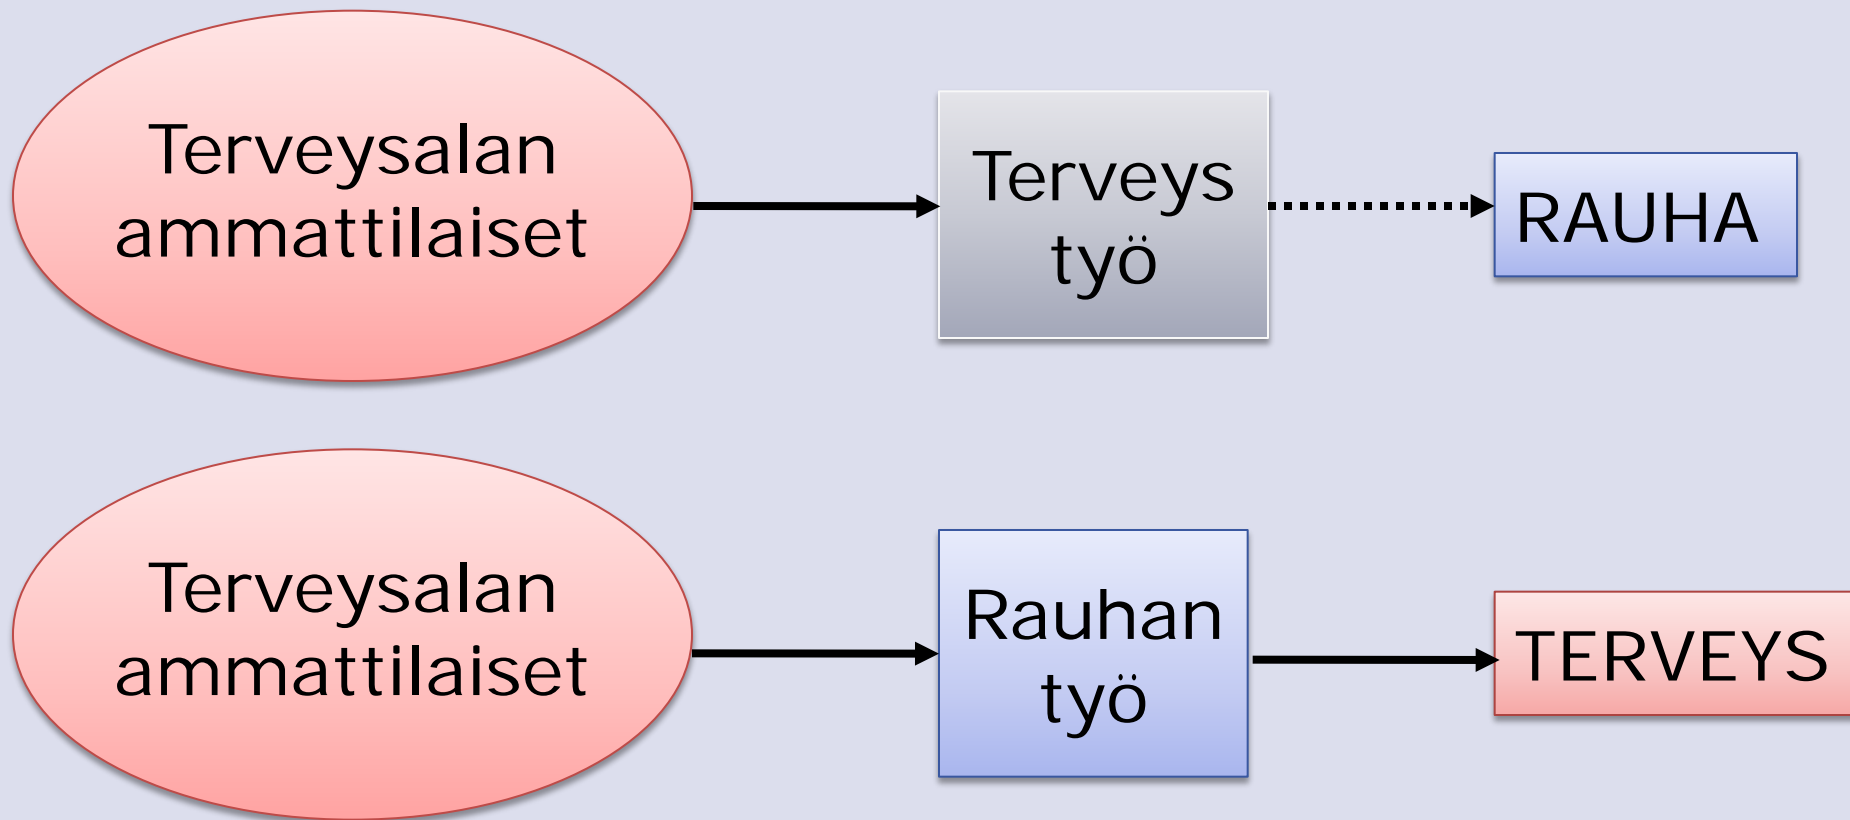 Terveysalan
ammattilaiset
Terveys
työ
RAUHA
Terveysalan
ammattilaiset
Rauhan
työ
TERVEYS